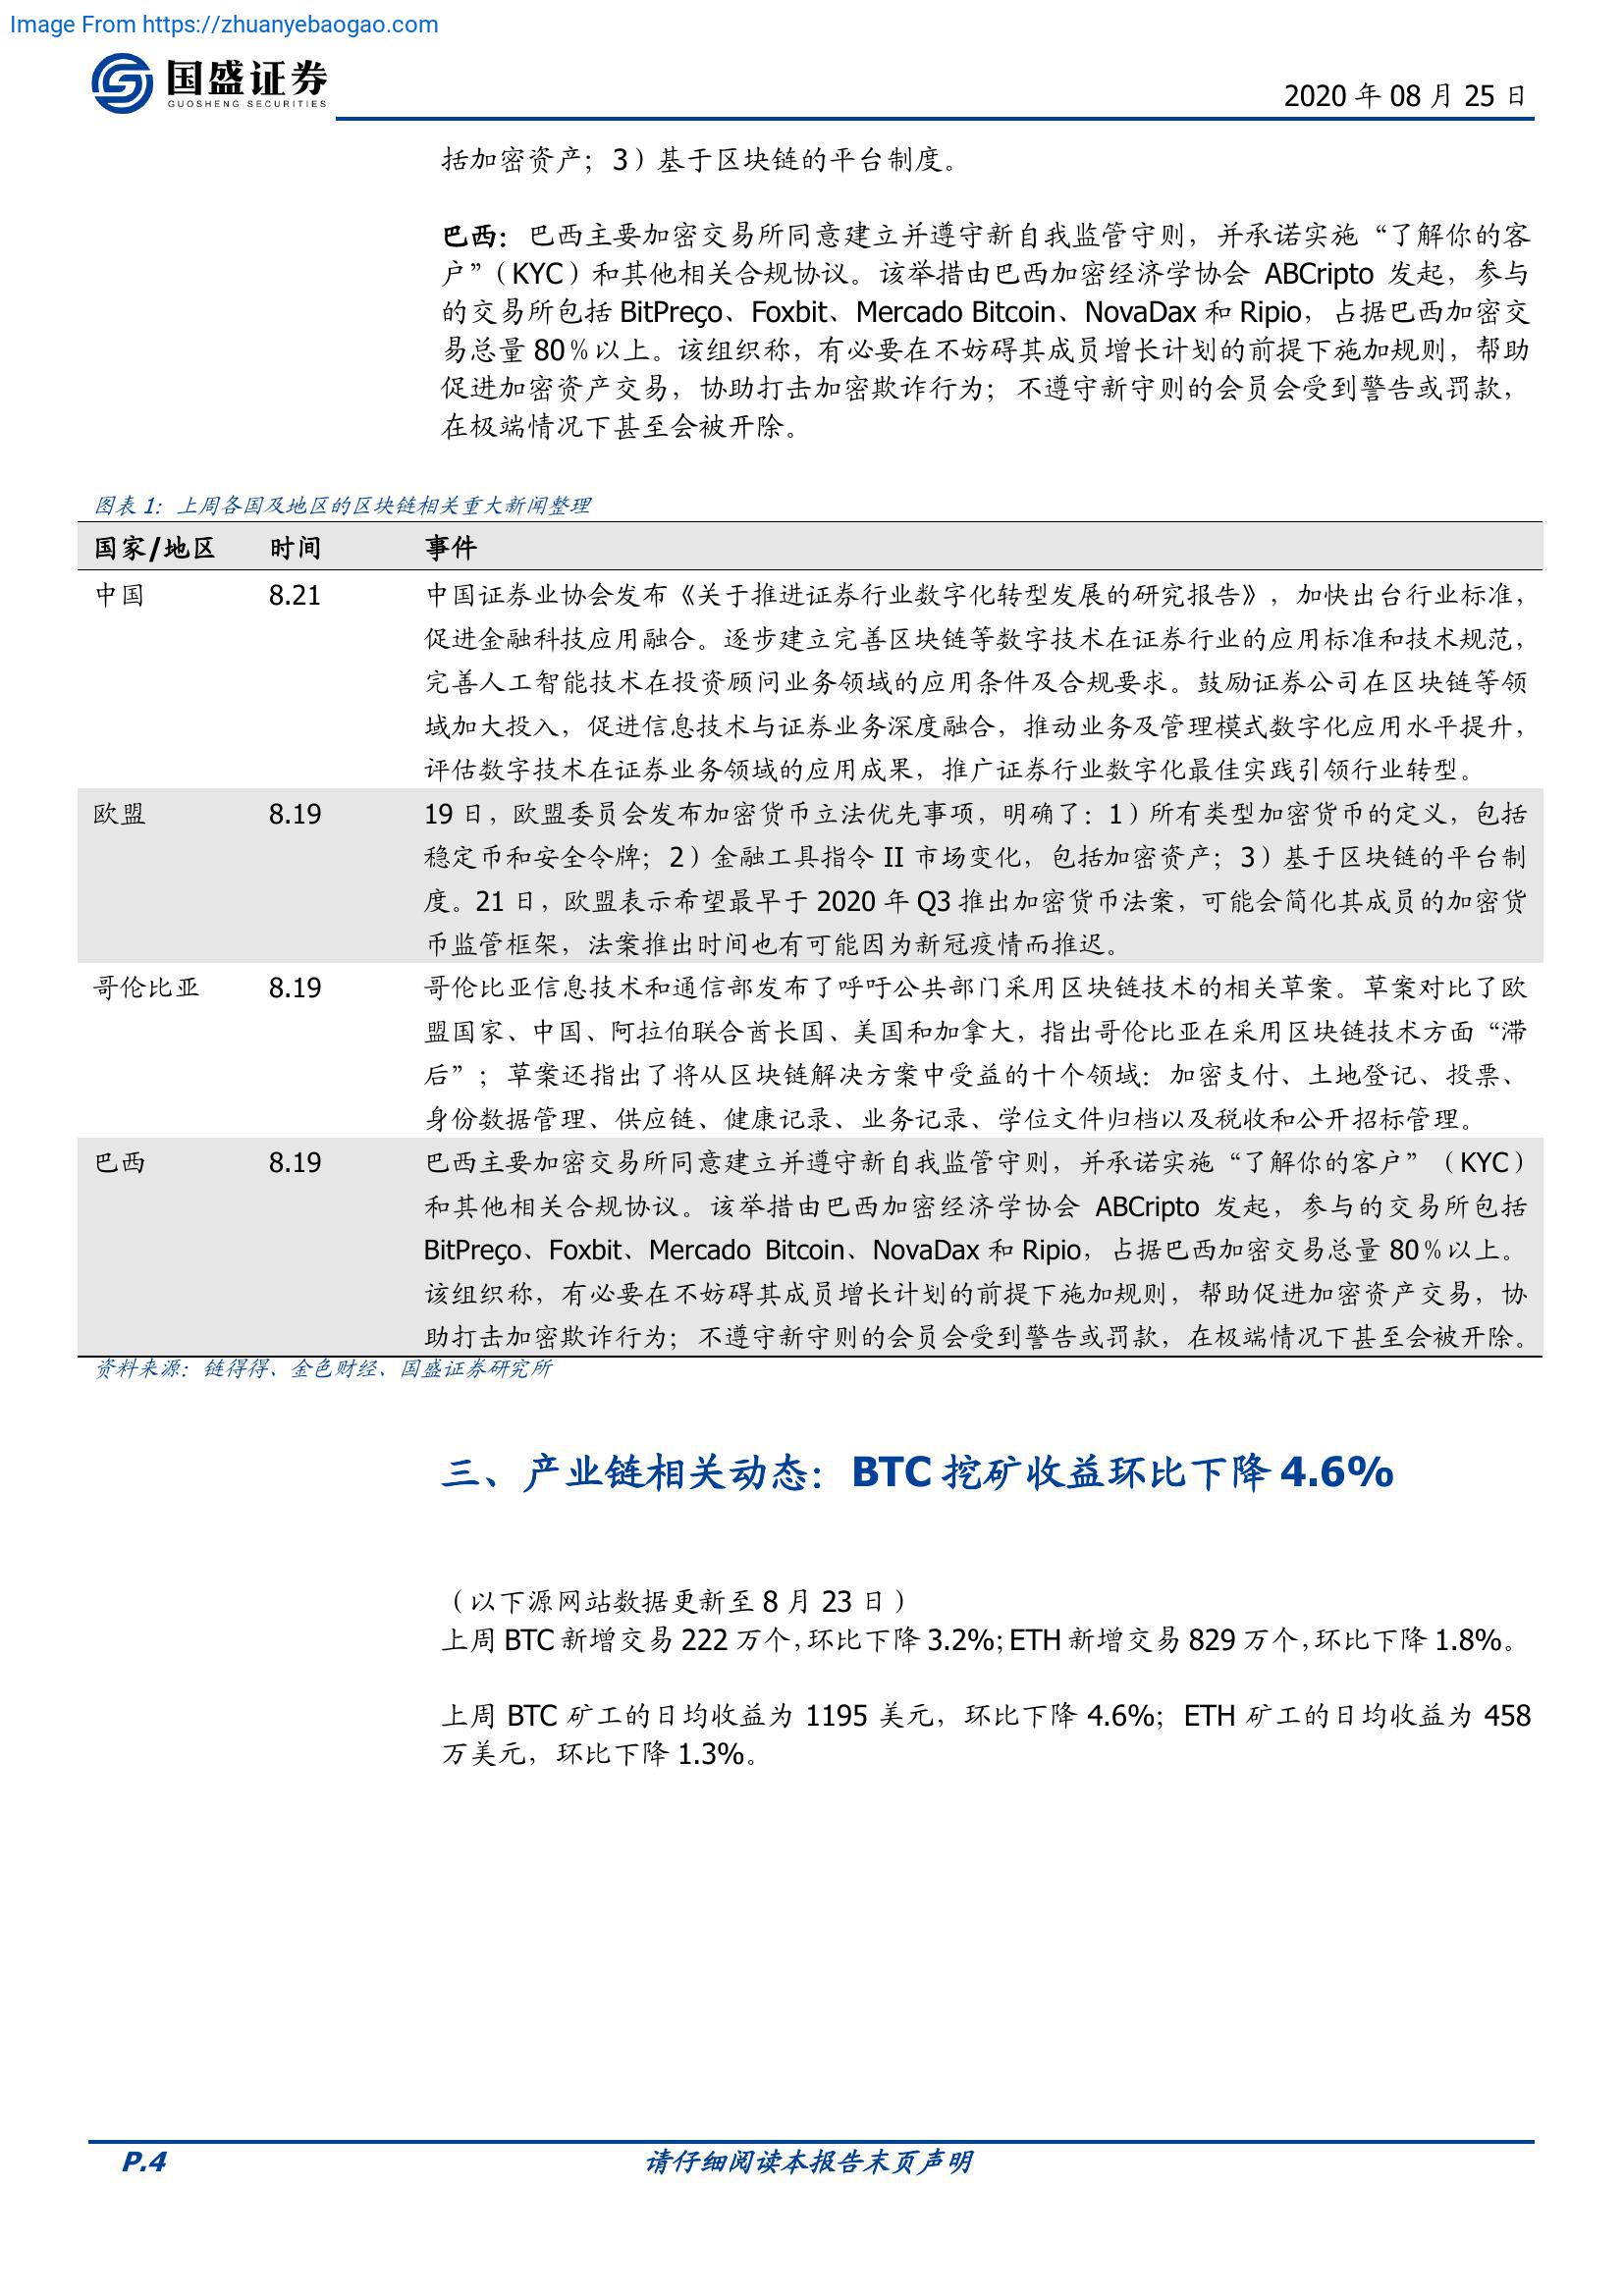 Image From https://zhuanyebaogao.com
国盛证券
GUOSHENG SECURITIES
2020 年 08 月 25 日
括加密资产；3）基于区块链的平台制度。
巴西：巴西主要加密交易所同意建立并遵守新自我监管守则，并承诺实施“了解你的客
户”（KYC）和其他相关合规协议。该举措由巴西加密经济学协会 ABCripto 发起，参与
的交易所包括 BitPreço、Foxbit、Mercado Bitcoin、NovaDax 和 Ripio，占据巴西加密交
易总量 80％以上。该组织称，有必要在不妨碍其成员增长计划的前提下施加规则，帮助
促进加密资产交易，协助打击加密欺诈行为；不遵守新守则的会员会受到警告或罚款，
在极端情况下甚至会被开除。
图表 1：上周各国及地区的区块链相关重大新闻整理
国家/地区 时间 事件
中国 8.21 中国证券业协会发布《关于推进证券行业数字化转型发展的研究报告》，加快出台行业标准，
促进金融科技应用融合。逐步建立完善区块链等数字技术在证券行业的应用标准和技术规范，
完善人工智能技术在投资顾问业务领域的应用条件及合规要求。鼓励证券公司在区块链等领
域加大投入，促进信息技术与证券业务深度融合，推动业务及管理模式数字化应用水平提升，
评估数字技术在证券业务领域的应用成果，推广证券行业数字化最佳实践引领行业转型。
欧盟 8.19 19 日，欧盟委员会发布加密货币立法优先事项，明确了：1）所有类型加密货币的定义，包括
稳定币和安全令牌；2）金融工具指令 II 市场变化，包括加密资产；3）基于区块链的平台制
度。21 日，欧盟表示希望最早于 2020 年 Q3 推出加密货币法案，可能会简化其成员的加密货
币监管框架，法案推出时间也有可能因为新冠疫情而推迟。
哥伦比亚 8.19 哥伦比亚信息技术和通信部发布了呼吁公共部门采用区块链技术的相关草案。草案对比了欧
盟国家、中国、阿拉伯联合酋长国、美国和加拿大，指出哥伦比亚在采用区块链技术方面“滞
后”；草案还指出了将从区块链解决方案中受益的十个领域：加密支付、土地登记、投票、
身份数据管理、供应链、健康记录、业务记录、学位文件归档以及税收和公开招标管理。
巴西 8.19 巴西主要加密交易所同意建立并遵守新自我监管守则，并承诺实施“了解你的客户”（KYC）
和其他相关合规协议。该举措由巴西加密经济学协会 ABCripto 发起，参与的交易所包括
BitPreço、Foxbit、Mercado Bitcoin、NovaDax 和 Ripio，占据巴西加密交易总量 80％以上。
该组织称，有必要在不妨碍其成员增长计划的前提下施加规则，帮助促进加密资产交易，协
助打击加密欺诈行为；不遵守新守则的会员会受到警告或罚款，在极端情况下甚至会被开除。
资料来源：链得得、金色财经、国盛证券研究所
三、产业链相关动态：BTC 挖矿收益环比下降 4.6%
（以下源网站数据更新至 8 月 23 日）
上周 BTC 新增交易 222 万个，环比下降 3.2%；ETH 新增交易 829 万个，环比下降 1.8%。
上周 BTC 矿工的日均收益为 1195 美元，环比下降 4.6%；ETH 矿工的日均收益为 458
万美元，环比下降 1.3%。
P.4 请仔细阅读本报告末页声明